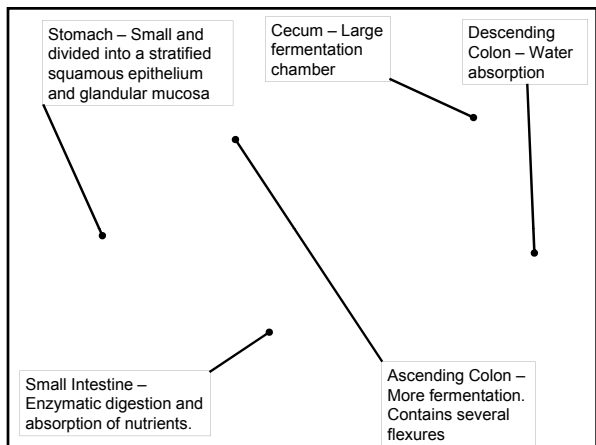 Stomach – Small and
divided into a stratified
squamous epithelium
and glandular mucosa
Cecum – Large
fermentation
chamber
Descending
Colon – Water
absorption
Small Intestine –
Enzymatic digestion and
absorption of nutrients.
Ascending Colon –
More fermentation.
Contains several
flexures